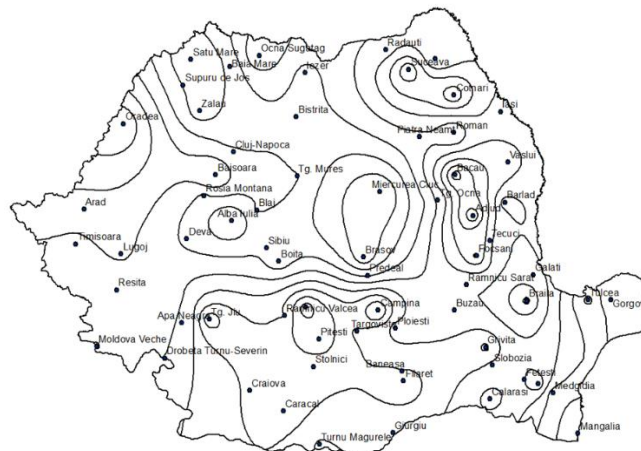 Radauti
Ocna Sugatag
Satu Mare
Baia Mare
Iezer
Suceava
Supuru de Jos
Cotnari
Zalau
Iasi
Oradea
Bistrita
Roman
Piatra Neamt
Cluj-Napoca
Vaslui
Baisoara
Tg. Mures
Bacau
Rosia Montana
Miercurea Ciuc
Tg. Ocna
Barlad
Arad
Blaj
Alba Iulia
Adjud
Timisoara
Deva
Tecuci
Lugoj
Sibiu
Boita
Brasov
Focsani
Predeal
Galati
Resita
Ramnicu Sarat
Braila
Tulcea
Gorgo
Apa Neagra
Tg. Jiu
Ramnicu Valcea
Campina
Buzau
Targoviste
Ploiesti
Moldova Veche
Pitesti
Grivita
Drobeta Turnu-Severin
Stolnici
Baneasa
Slobozia
Filaret
Fetesti
Craiova
Calarasi
Medgidia
Caracal
Giurgiu
Mangalia
Turnu Magurele